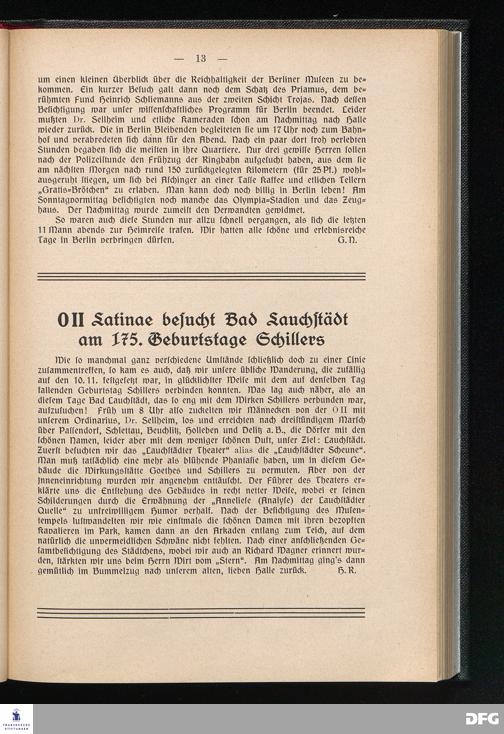 — 13 —
um einen kleinen Überblick über die Reichhaltigkeit der Berliner Museen zu be-
kommen. Ein kurzer Besuch galt dann noch dem Schatz des Priamus, dem be-
rühmten Fund Heinrich Schliemanns aus der zweiten Schicht Trojas. Nach dessen
Besichtigung war unser wissenschaftliches Programm für Berlin beendet. Leider
mußten Dr. Sellheim und etliche Kameraden schon am Nachmittag nach Halle
wieder zurück. Die in Berlin Bleibenden begleiteten sie um 17 Uhr noch zum Bahn-
hof und verabredeten sich dann für den Abend. Nach ein paar dort froh verlebten
Stunden begaben sich die meisten in ihre Quartiere. Nur drei gewisse Herren sollen
nach der Polizeistunde den Frühzug der Ringbahn aufgesucht haben, aus dem sie
am nächsten Morgen nach rund 150 zurückgelegten Kilometern (für 25 Pf.) wohl-
ausgeruht stiegen, um sich bei Aschinger an einer Tasse Kaffee und etlichen Tellern
„Gratis-Brötchen“ zu erlaben. Man kann doch noch billig in Berlin leben! Am
Sonntagvormittag besichtigten noch manche das Olympia-Stadion und das Zeug-
haus. Der Nachmittag wurde zumeist den Verwandten gewidmet.
So waren auch diese Stunden nur allzu schnell vergangen, als sich die letzten
11 Mann abends zur Heimreise trafen. Wir hatten alle schöne und erlebnisreiche
Tage in Berlin verbringen dürfen. G. N.
O II Latinae besucht Bad Lauchstädt
am 175. Geburtstage Schillers
Wie so manchmal ganz verschiedene Umstände schließlich doch zu einer Linie
zusammentreffen, so kam es auch, daß wir unsere übliche Wanderung, die zufällig
auf den 10. 11. festgesetzt war, in glücklichster Weise mit dem auf denselben Tag
fallenden Geburtstag Schillers verbinden konnten. Was lag auch näher, als an
diesem Tage Bad Lauchstädt, das so eng mit dem Wirken Schillers verbunden war,
aufzusuchen! Früh um 8 Uhr also zuckelten wir Männecken von der O II mit
unserem Ordinarius, Dr. Sellheim, los und erreichten nach dreistündigem Marsch
über Passendorf, Schlettau, Beuchlitz, Holleben und Delitz a. B., die Dörfer mit den
schönen Namen, leider aber mit dem weniger schönen Duft, unser Ziel: Lauchstädt.
Zuerst besuchten wir das „Lauchstädter Theater“ alias die „Lauchstädter Scheune“.
Man muß tatsächlich eine mehr als blühende Phantasie haben, um in diesem Ge-
bäude die Wirkungsstätte Goethes und Schillers zu vermuten. Aber von der
Inneneinrichtung wurden wir angenehm enttäuscht. Der Führer des Theaters er-
klärte uns die Entstehung des Gebäudes in recht netter Weise, wobei er seinen
Schilderungen durch die Erwähnung der „Anneliese (Analyse) der Lauchstädter
Quelle“ zu unfreiwilligem Humor verhalf. Nach der Besichtigung des Musen-
tempels lustwandelten wir wie einstmals die schönen Damen mit ihren bezopften
Kavalieren im Park, kamen dann an den Arkaden entlang zum Teich, auf dem
natürlich die unvermeidlichen Schwäne nicht fehlten. Nach einer anschließenden Ge-
samtbesichtigung des Städtchens, wobei wir auch an Richard Wagner erinnert wur-
den, stärkten wir uns beim Herrn Wirt vom „Stern“. Am Nachmittag ging's dann
gemütlich im Bummelzug nach unserem alten, lieben Halle zurück. H. R.
FRANCKESCHE
STIFTUNGEN
DFG